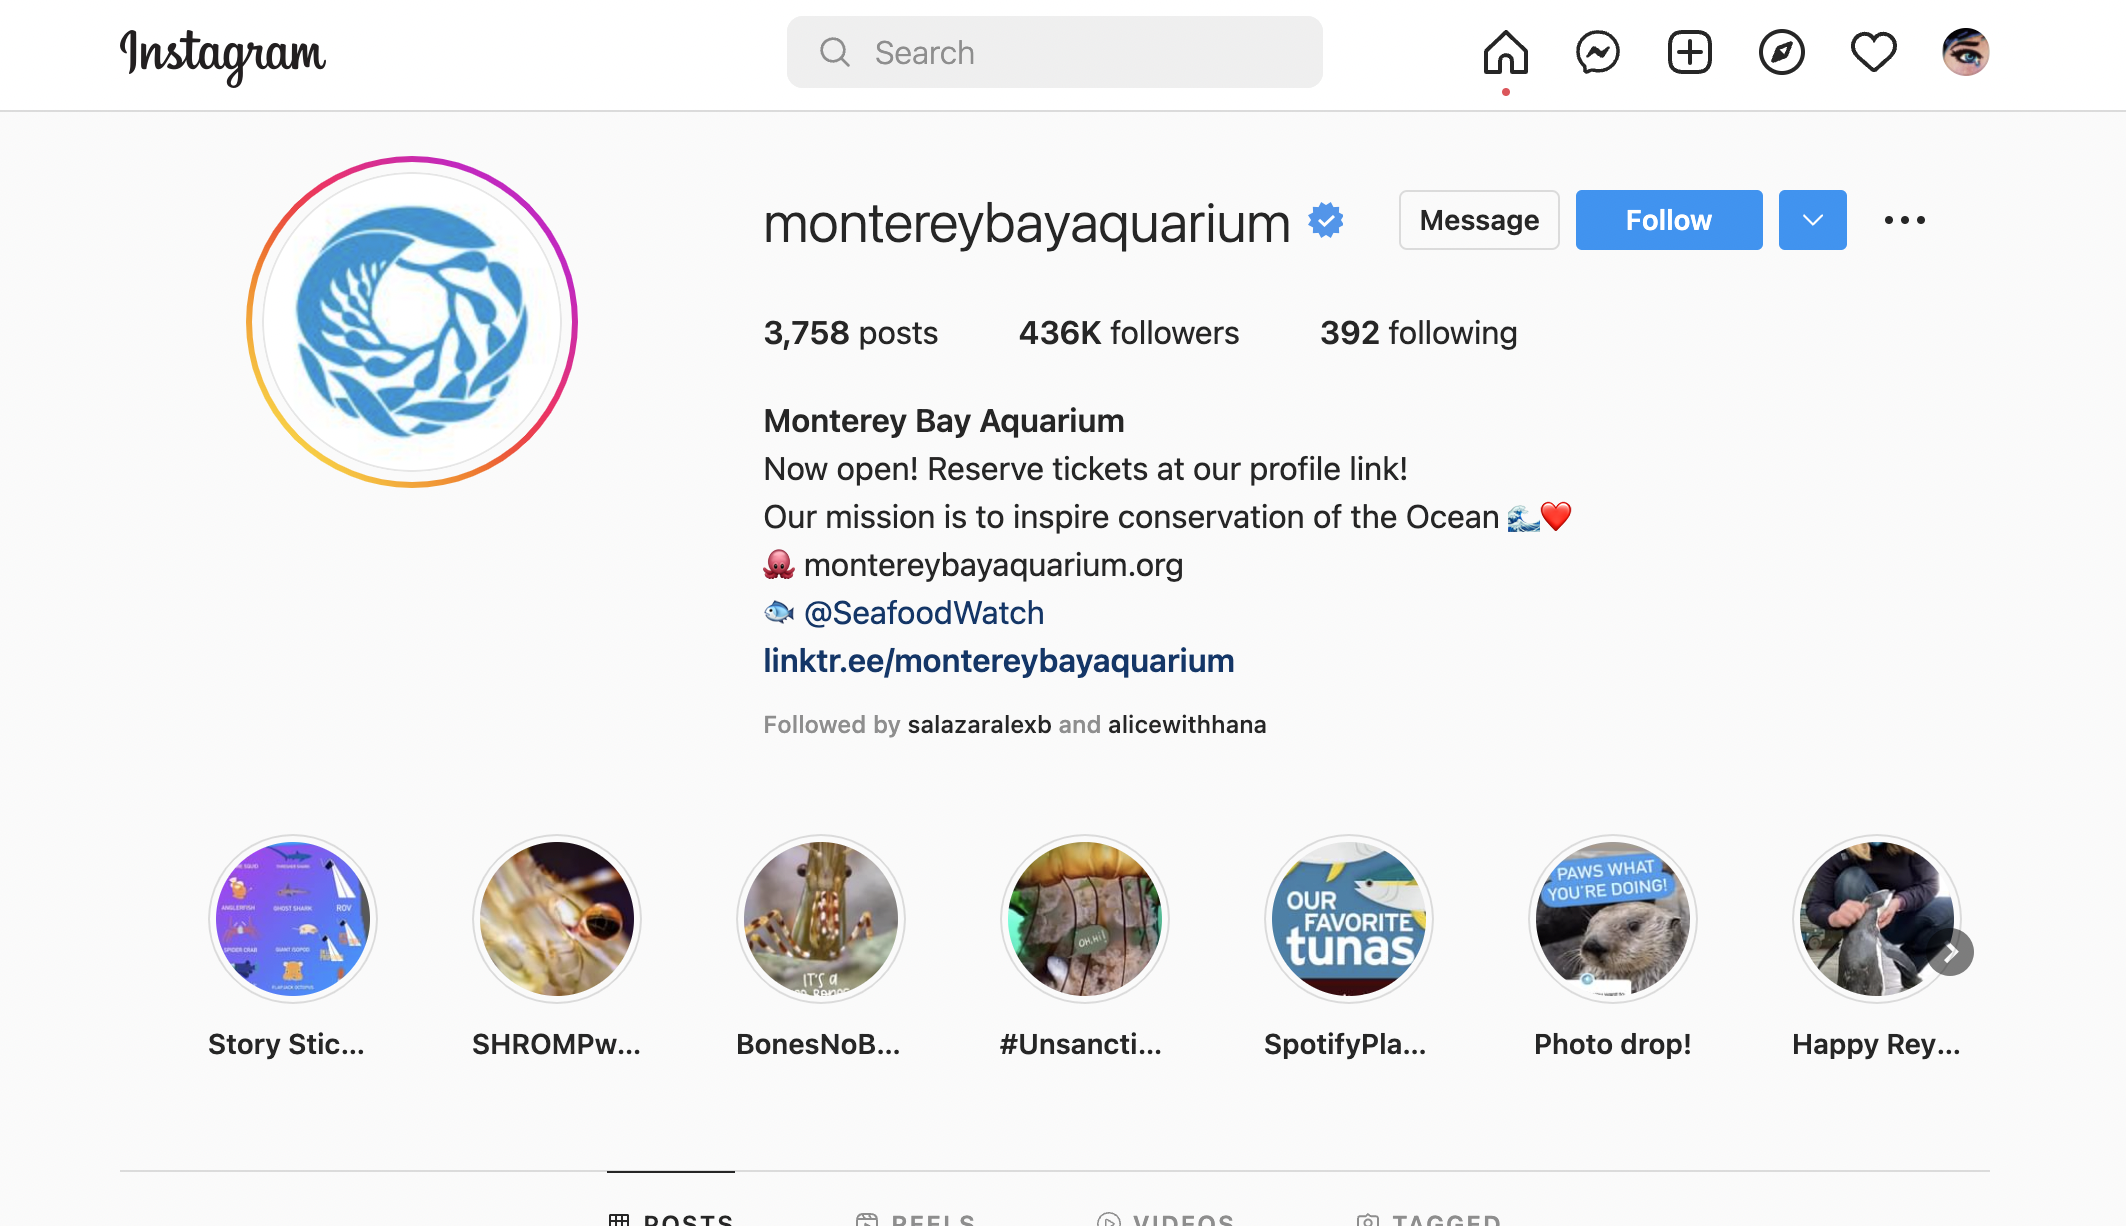 Instagram
Search
montereybayaquarium
Message
Follow
3,758 posts
436K followers
392 following
Monterey Bay Aquarium
Now open! Reserve tickets at our profile link!
Our mission is to inspire conservation of the Ocean 🌊❤️
🐙 montereybayaquarium.org
🐟 @SeafoodWatch
linktr.ee/montereybayaquarium
Followed by salazaralexb and alicewithhana
THRESHER SHARK
ANGLERFISH
GHOST SHARK
ROV
SPIDER CRAB
GIANT ISOPOD
FLAPJACK OCTOPUS
IT'S A
OH, HI!
OUR
FAVORITE
tunas
PAWS WHAT
YOU'RE DOING!
Story Stic...
SHROMPw...
BonesNoB...
#Unsancti...
SpotifyPla...
Photo drop!
Happy Rey...
POSTS
REELS
VIDEOS
TAGGED